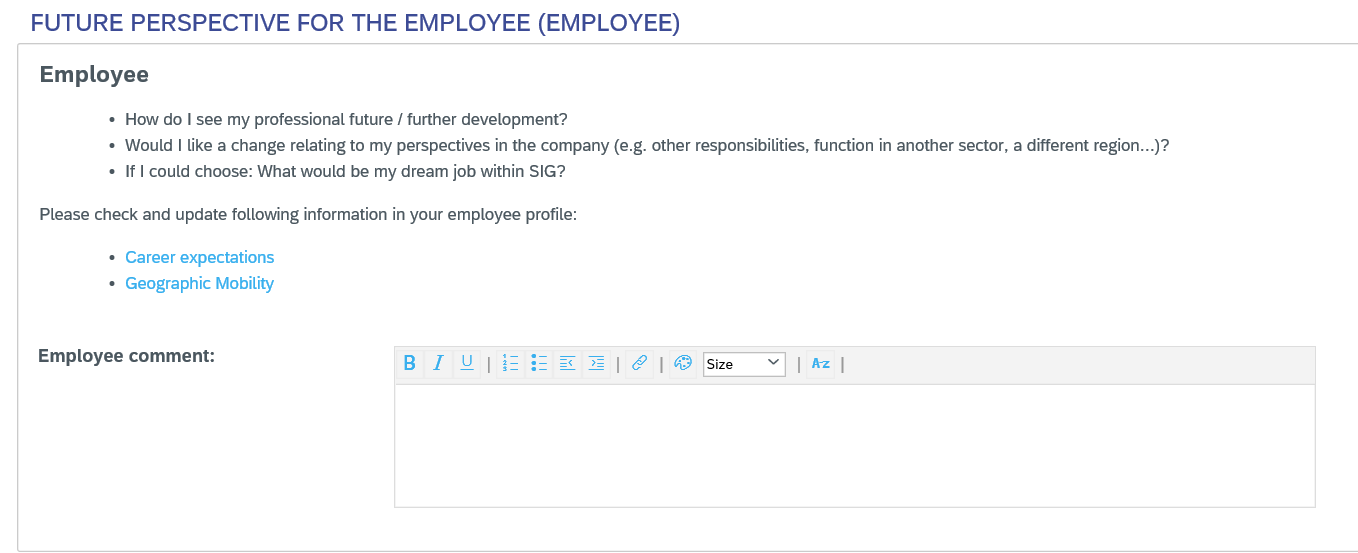 FUTURE PERSPECTIVE FOR THE EMPLOYEE (EMPLOYEE)
Employee
• How do I see my professional future / further development?
• Would I like a change relating to my perspectives in the company (e.g. other responsibilities, function in another sector, a different region...)?
• If I could choose: What would be my dream job within SIG?
Please check and update following information in your employee profile:
• Career expectations
• Geographic Mobility
Employee comment:
B I U | | | Size | A-z |